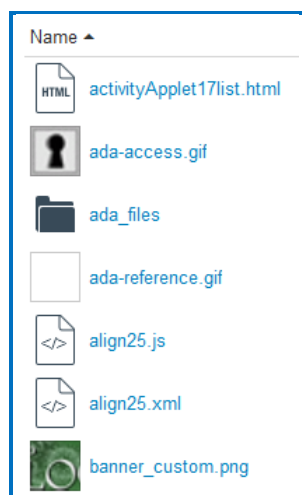 Name
HTML
activityApplet17list.html
ada-access.gif
ada_files
ada-reference.gif
</>
align25.js
</>
align25.xml
banner_custom.png